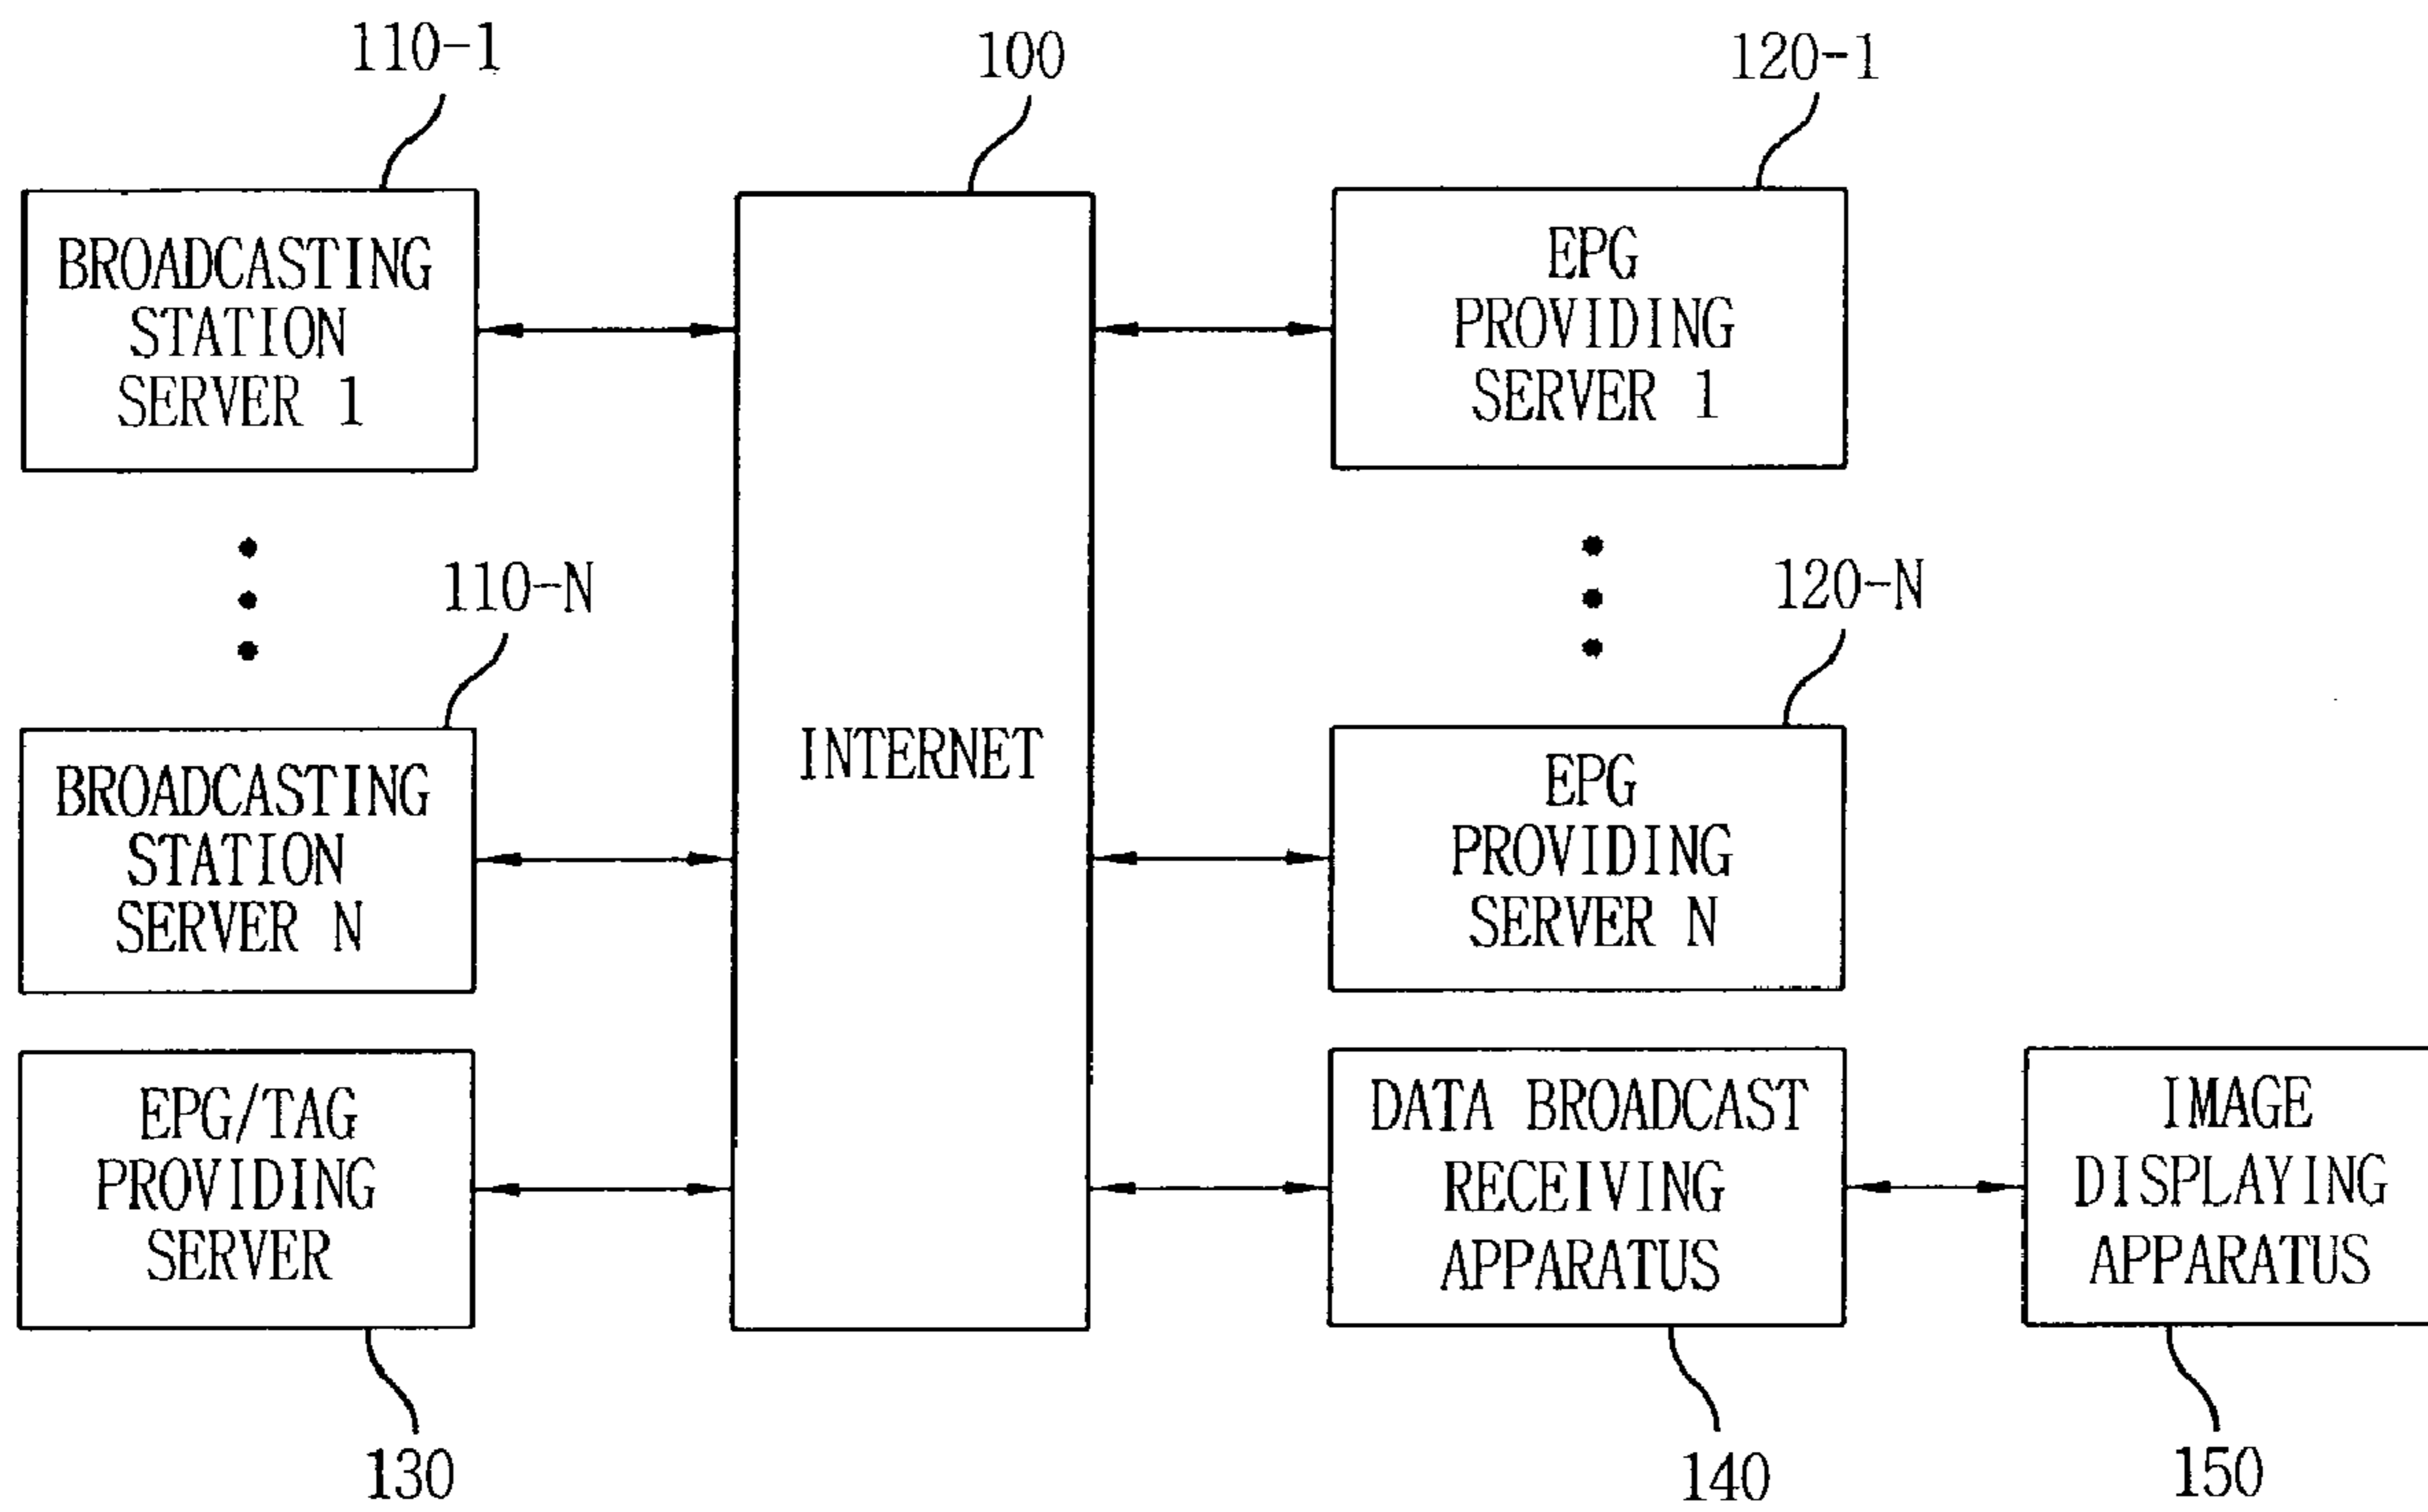 110-1
100
120-1
BROADCASTING
STATION
SERVER 1
EPG
PROVIDING
SERVER 1
110-N
120-N
BROADCASTING
STATION
SERVER N
INTERNET
EPG
PROVIDING
SERVER N
EPG/TAG
PROVIDING
SERVER
DATA BROADCAST
RECEIVING
APPARATUS
IMAGE
DISPLAYING
APPARATUS
130
140
150